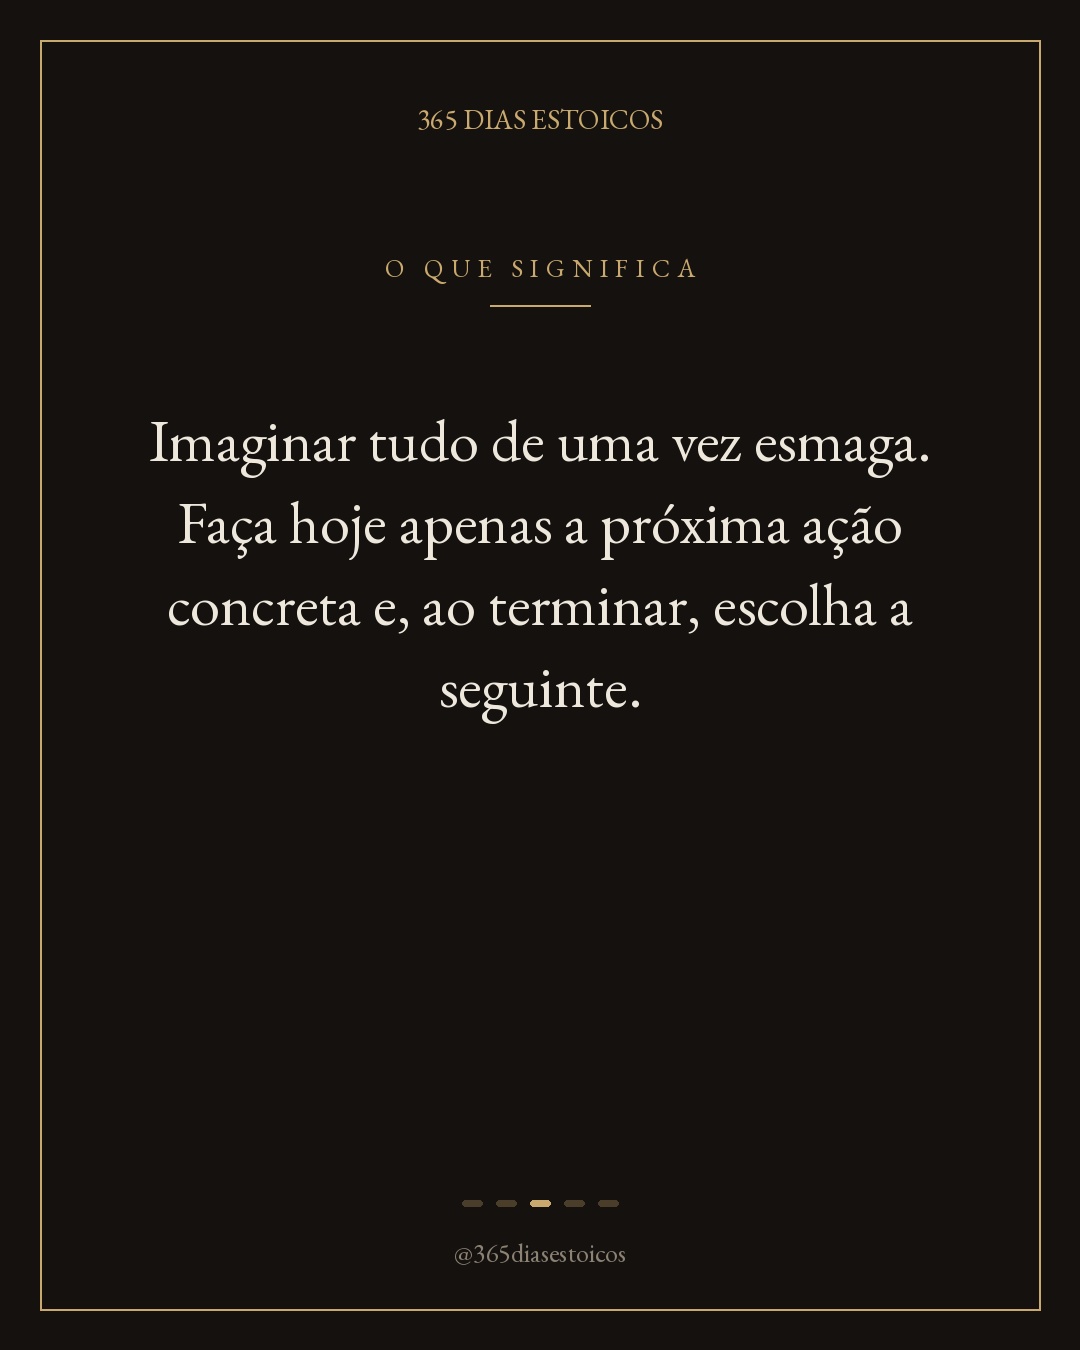 365 DIAS ESTOICOS
O QUE SIGNIFICA
Imaginar tudo de uma vez esmaga.
Faça hoje apenas a próxima ação
concreta e, ao terminar, escolha a
seguinte.
@365diasestoicos